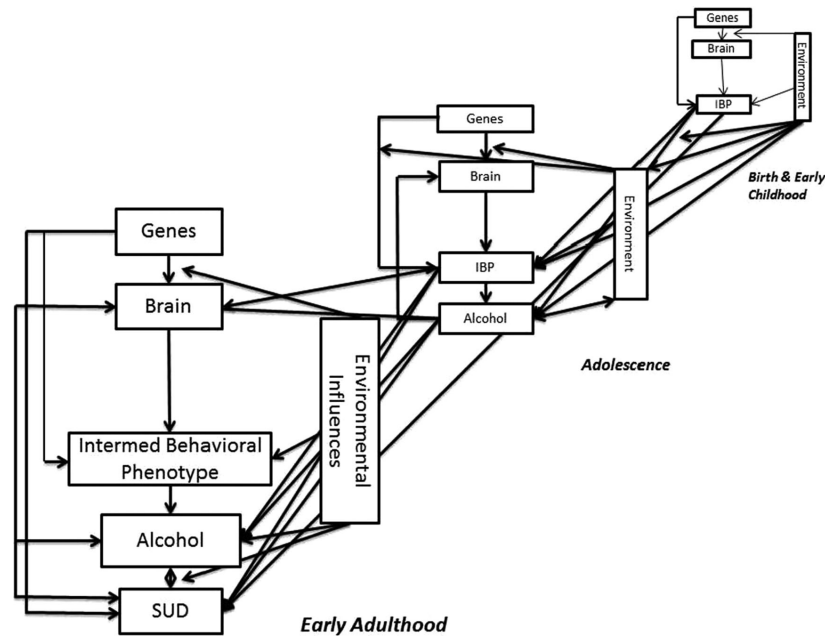 Genes
Brain
IBP
Environment
Birth & Early
Childhood
Genes
Brain
IBP
Alcohol
Environment
Adolescence
Genes
Brain
Intermed Behavioral
Phenotype
Alcohol
SUD
Environmental
Influences
Early Adulthood